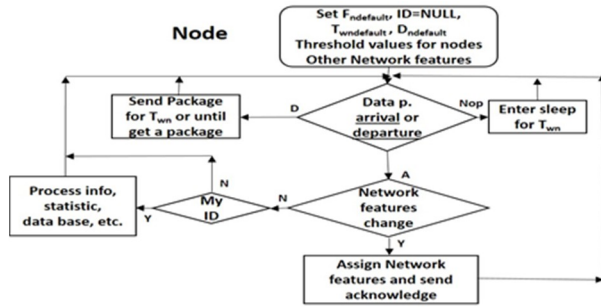 Node
Set Fndefault, ID=NULL,
Twndefault, Dndefault
Threshold values for nodes
Other Network features
Send Package
for Twn or until
get a package
D
Data p.
arrival or
departure
Nop
Enter sleep
for Twn
A
Process info,
statistic,
data base, etc.
Y
N
My
ID
N
Network
features
change
Y
Assign Network
features and send
acknowledge